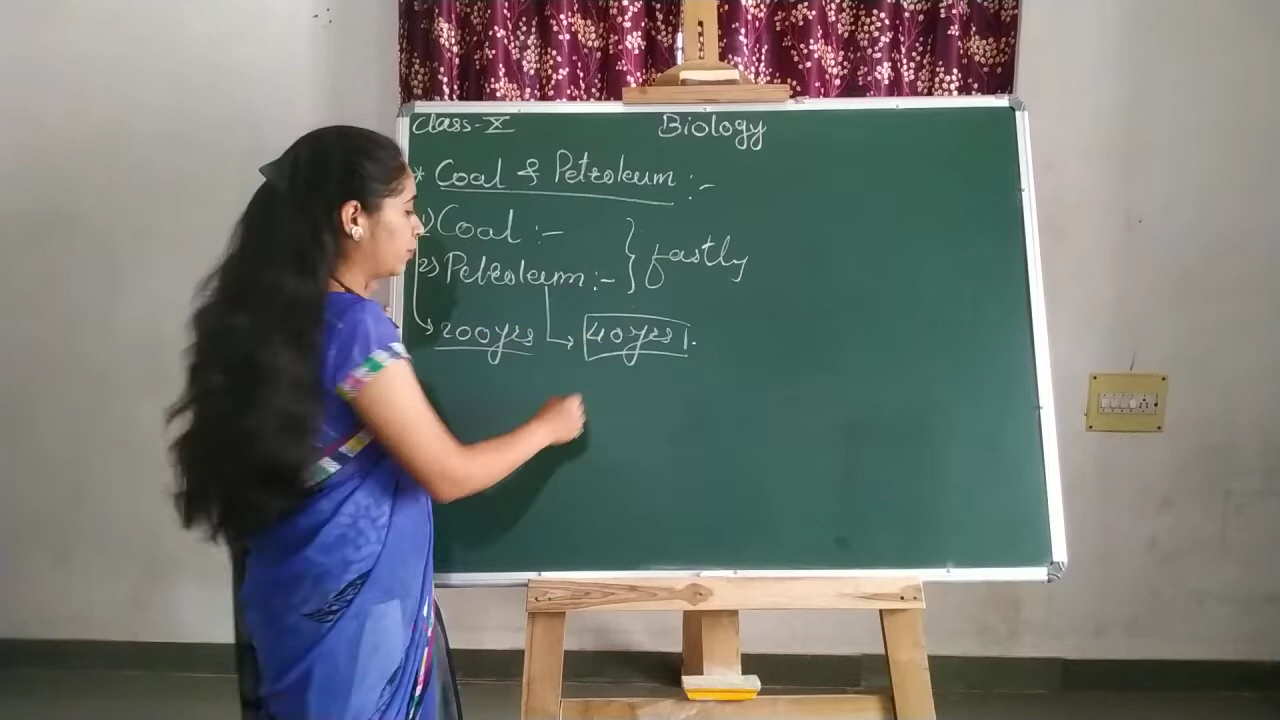 Class-X Biology
* Coal & Petroleum :-
1) Coal :- } fastly
2) Petroleum :-
200yrs 40yrs.